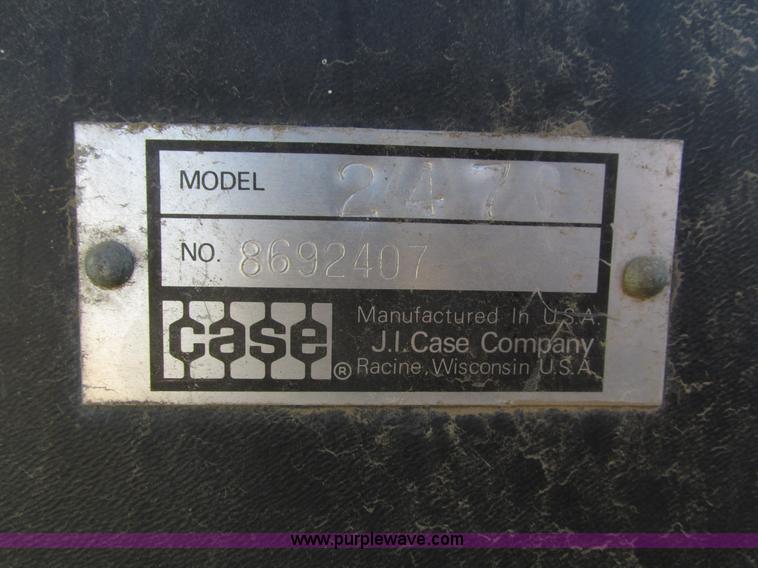 MODEL 2470
NO. 8692407
case ®
Manufactured In U.S.A.
J.I. Case Company
Racine, Wisconsin U.S.A.
www.purplewave.com